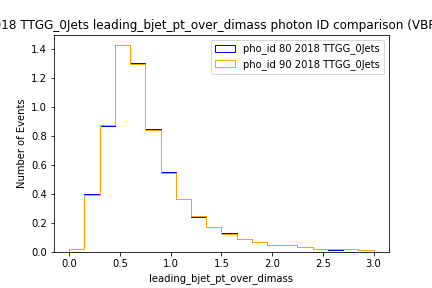 018 TTGG_0Jets leading_bjet_pt_over_dimass photon ID comparison (VBF
pho_id 80 2018 TTGG_0Jets
pho_id 90 2018 TTGG_0Jets
Number of Events
1.4
1.2
1.0
0.8
0.6
0.4
0.2
0.0
0.0 0.5 1.0 1.5 2.0 2.5 3.0
leading_bjet_pt_over_dimass